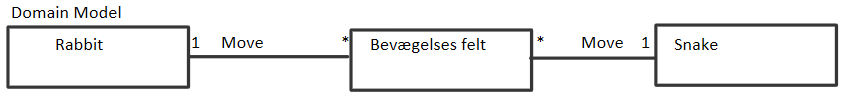 Domain Model
Rabbit 1 Move * Bevægelses felt * Move 1 Snake